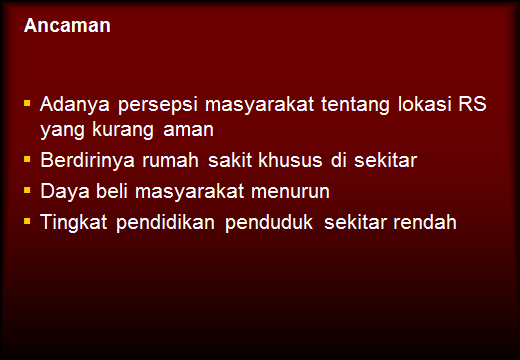 Ancaman
Adanya persepsi masyarakat tentang lokasi RS
yang kurang aman
Berdirinya rumah sakit khusus di sekitar
Daya beli masyarakat menurun
Tingkat pendidikan penduduk sekitar rendah